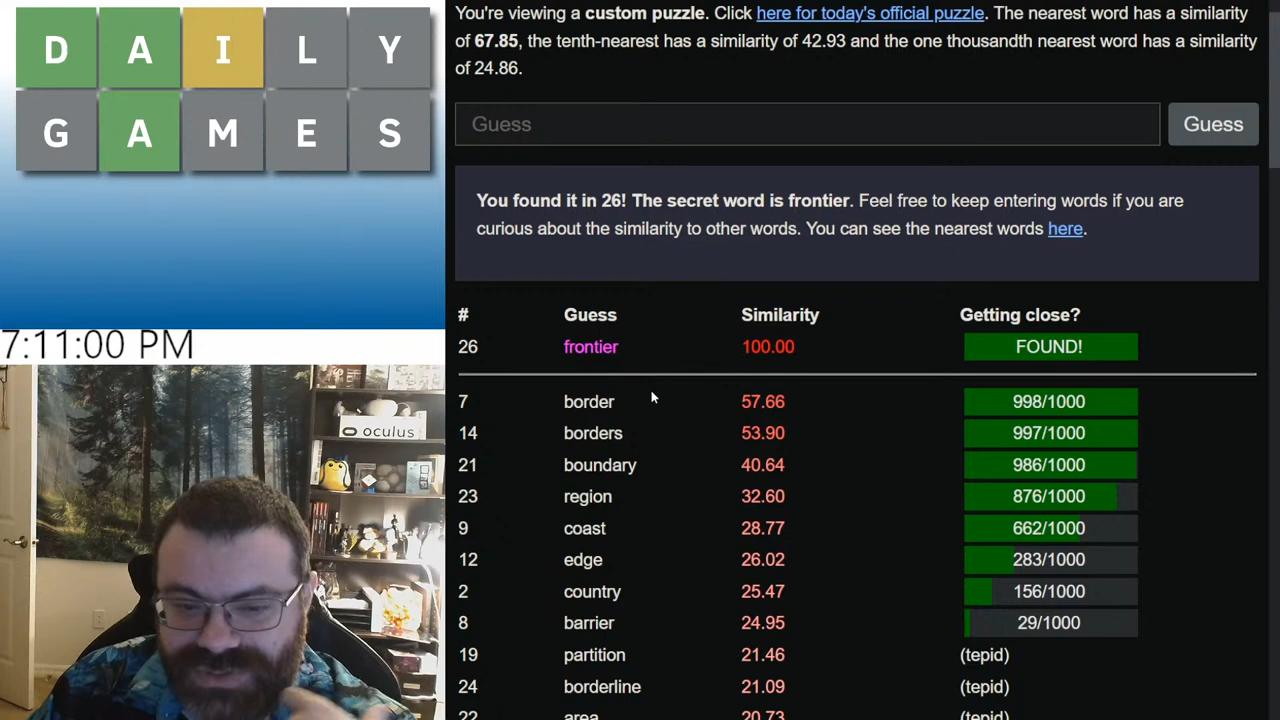 DAILY
GAMES
7:11:00 PM
oculus
You're viewing a custom puzzle. Click here for today's official puzzle. The nearest word has a similarity
of 67.85, the tenth-nearest has a similarity of 42.93 and the one thousandth nearest word has a similarity
of 24.86.
Guess Guess
You found it in 26! The secret word is frontier. Feel free to keep entering words if you are
curious about the similarity to other words. You can see the nearest words here.
# Guess Similarity Getting close?
26 frontier 100.00 FOUND!
7 border 57.66 998/1000
14 borders 53.90 997/1000
21 boundary 40.64 986/1000
23 region 32.60 876/1000
9 coast 28.77 662/1000
12 edge 26.02 283/1000
2 country 25.47 156/1000
8 barrier 24.95 29/1000
19 partition 21.46 (tepid)
24 borderline 21.09 (tepid)
22 area 20.73 (tepid)